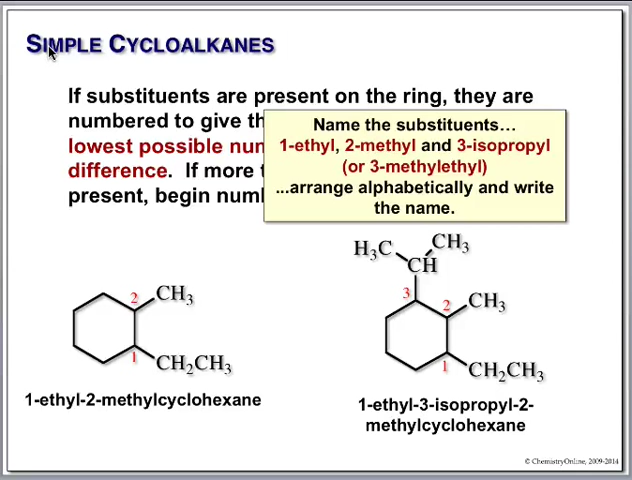 SIMPLE CYCLOALKANES
If substituents are present on the ring, they are
numbered to give
lowest possible
difference. If more
present, begin
Name the substituents…
1-ethyl, 2-methyl and 3-isopropyl
(or 3-methylethyl)
...arrange alphabetically and write
the name.
H3C
CH3
CH
3
2
CH3
1
CH2CH3
2
CH3
1
CH2CH3
1-ethyl-2-methylcyclohexane
1-ethyl-3-isopropyl-2-
methylcyclohexane
© ChemistryOnline, 2009-2014